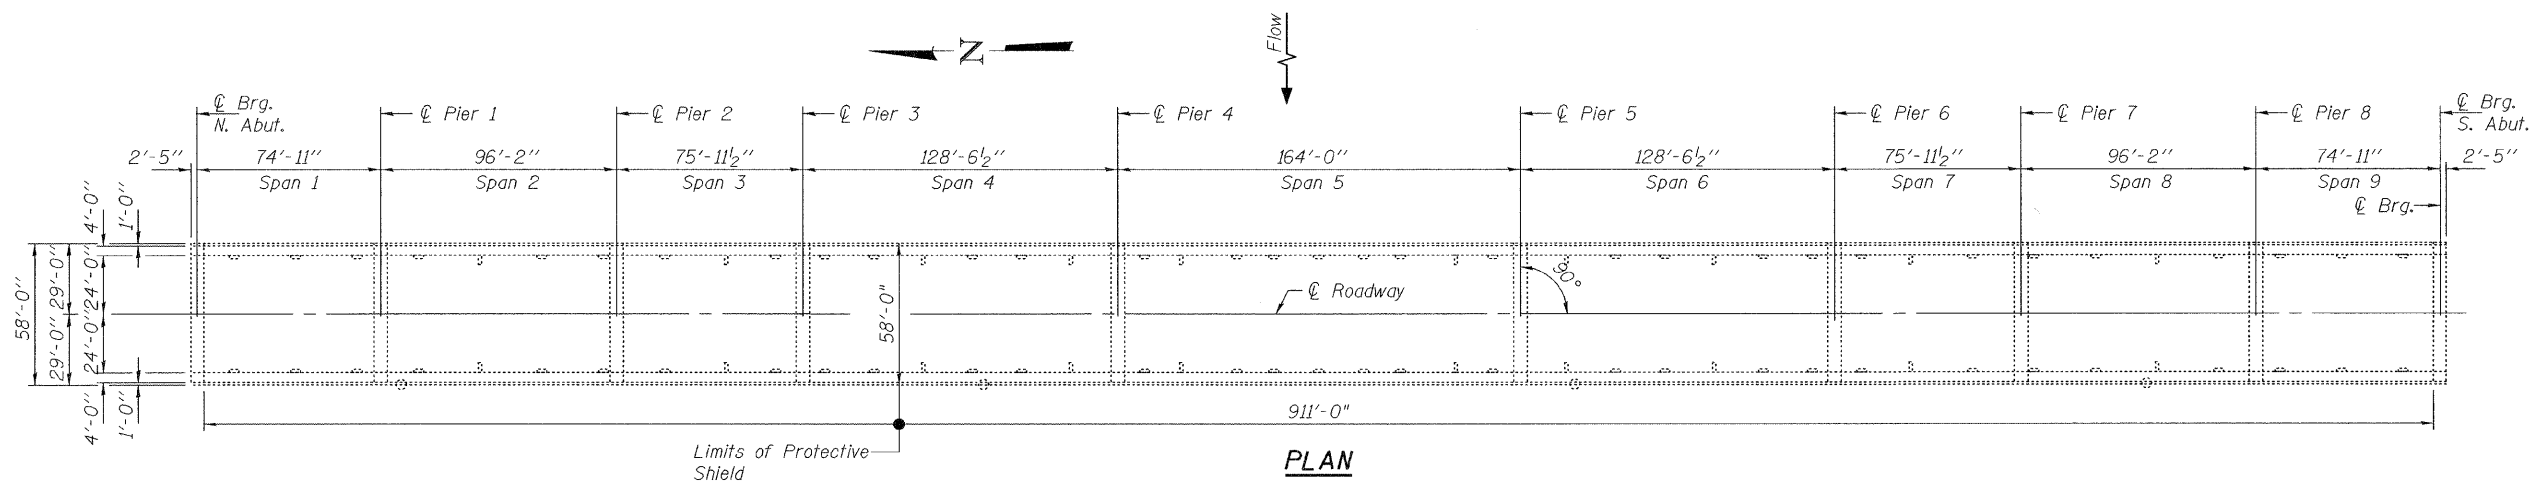 N
Flow
℄ Brg.
N. Abut.
℄ Pier 1
℄ Pier 2
℄ Pier 3
℄ Pier 4
℄ Pier 5
℄ Pier 6
℄ Pier 7
℄ Pier 8
℄ Brg.
S. Abut.
2'-5"
74'-11"
96'-2"
75'-11½"
128'-6½"
164'-0"
128'-6½"
75'-11½"
96'-2"
74'-11"
2'-5"
Span 1
Span 2
Span 3
Span 4
Span 5
Span 6
Span 7
Span 8
Span 9
℄ Brg.
4'-0"
1'-0"
58'-0"
29'-0"
29'-0"
24'-0"
24'-0"
4'-0"
1'-0"
58'-0"
℄ Roadway
90°
911'-0"
Limits of Protective
Shield
PLAN